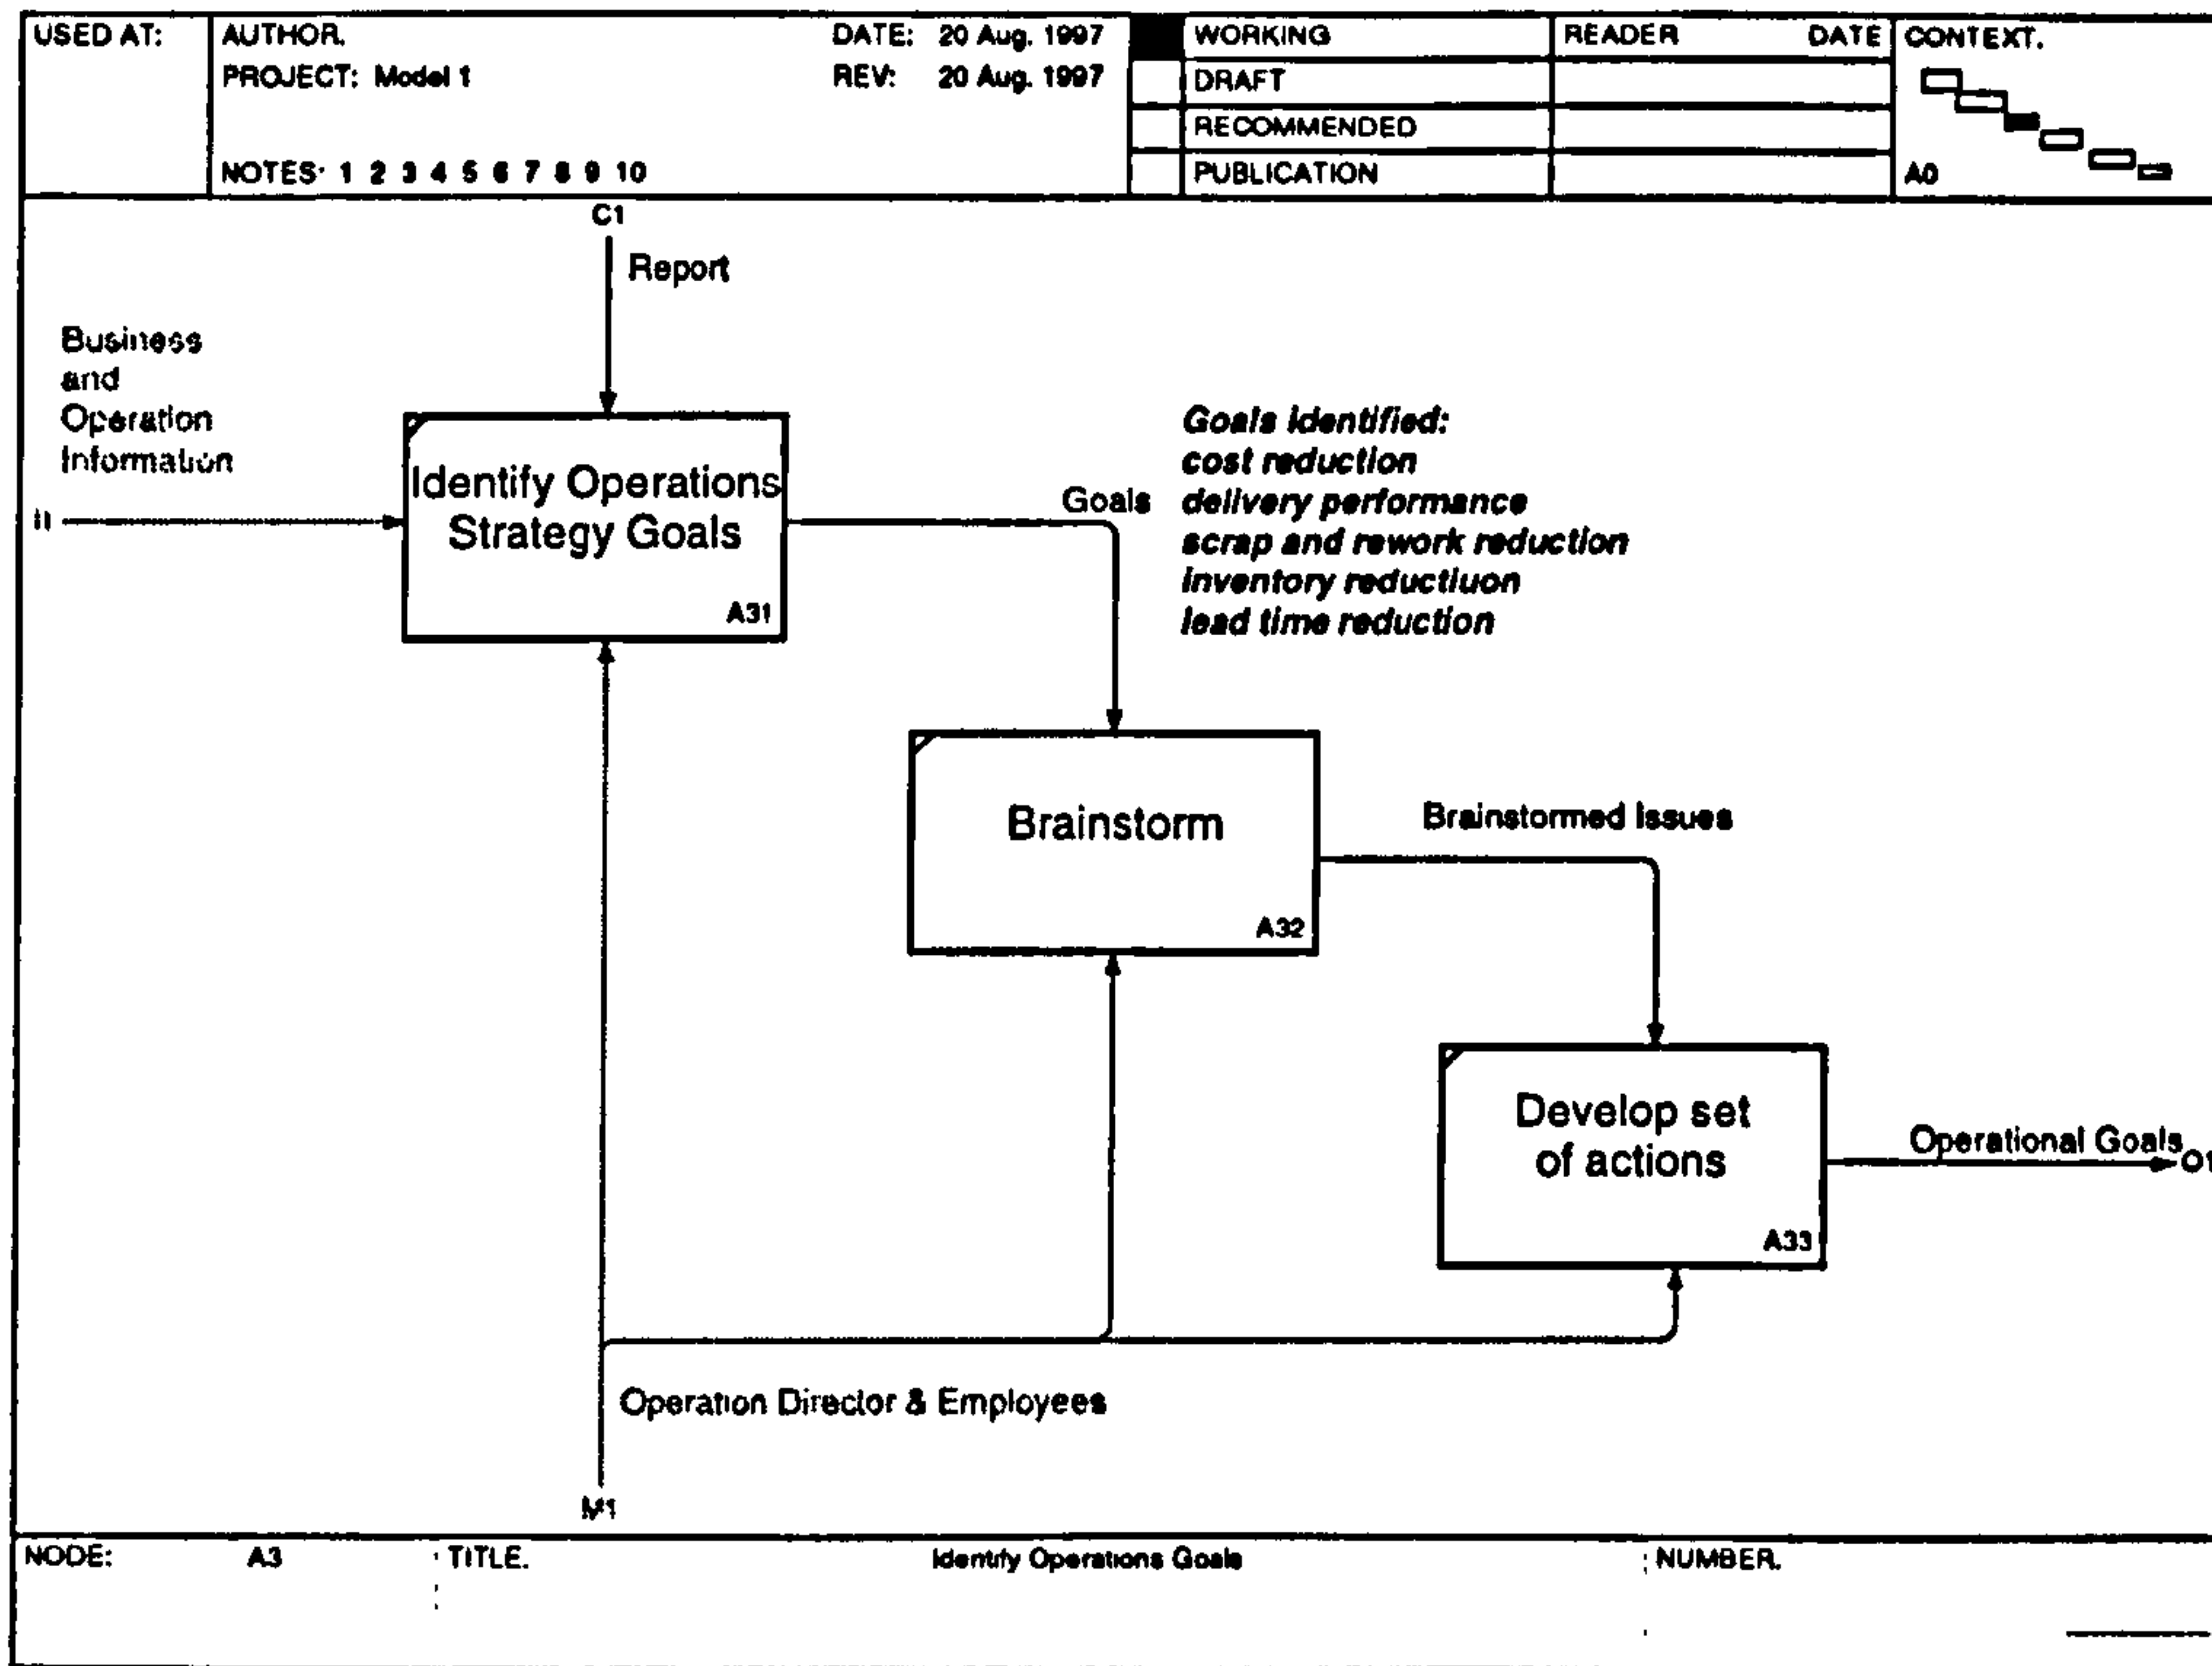 USED AT:
AUTHOR.
DATE: 20 Aug. 1997
PROJECT: Model 1
REV: 20 Aug. 1997
NOTES: 1 2 3 4 5 6 7 8 9 10
WORKING
DRAFT
RECOMMENDED
PUBLICATION
READER DATE
CONTEXT.
A0
C1
Report
Business
and
Operation
Information
I1
Identify Operations
Strategy Goals
A31
Goals
Goals identified:
cost reduction
delivery performance
scrap and rework reduction
inventory reductiuon
lead time reduction
Brainstorm
A32
Brainstormed Issues
Develop set
of actions
A33
Operational Goals
O1
Operation Director & Employees
M1
NODE: A3
TITLE.
Identify Operations Goals
NUMBER.